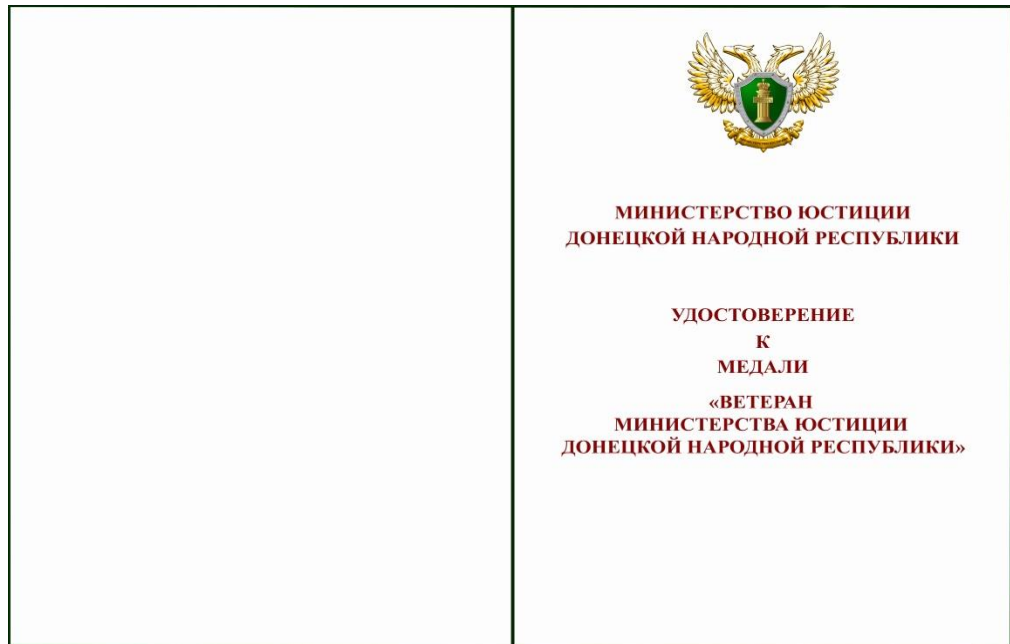 МИНИСТЕРСТВО ЮСТИЦИИ
ДОНЕЦКОЙ НАРОДНОЙ РЕСПУБЛИКИ
УДОСТОВЕРЕНИЕ
К
МЕДАЛИ
«ВЕТЕРАН
МИНИСТЕРСТВА ЮСТИЦИИ
ДОНЕЦКОЙ НАРОДНОЙ РЕСПУБЛИКИ»